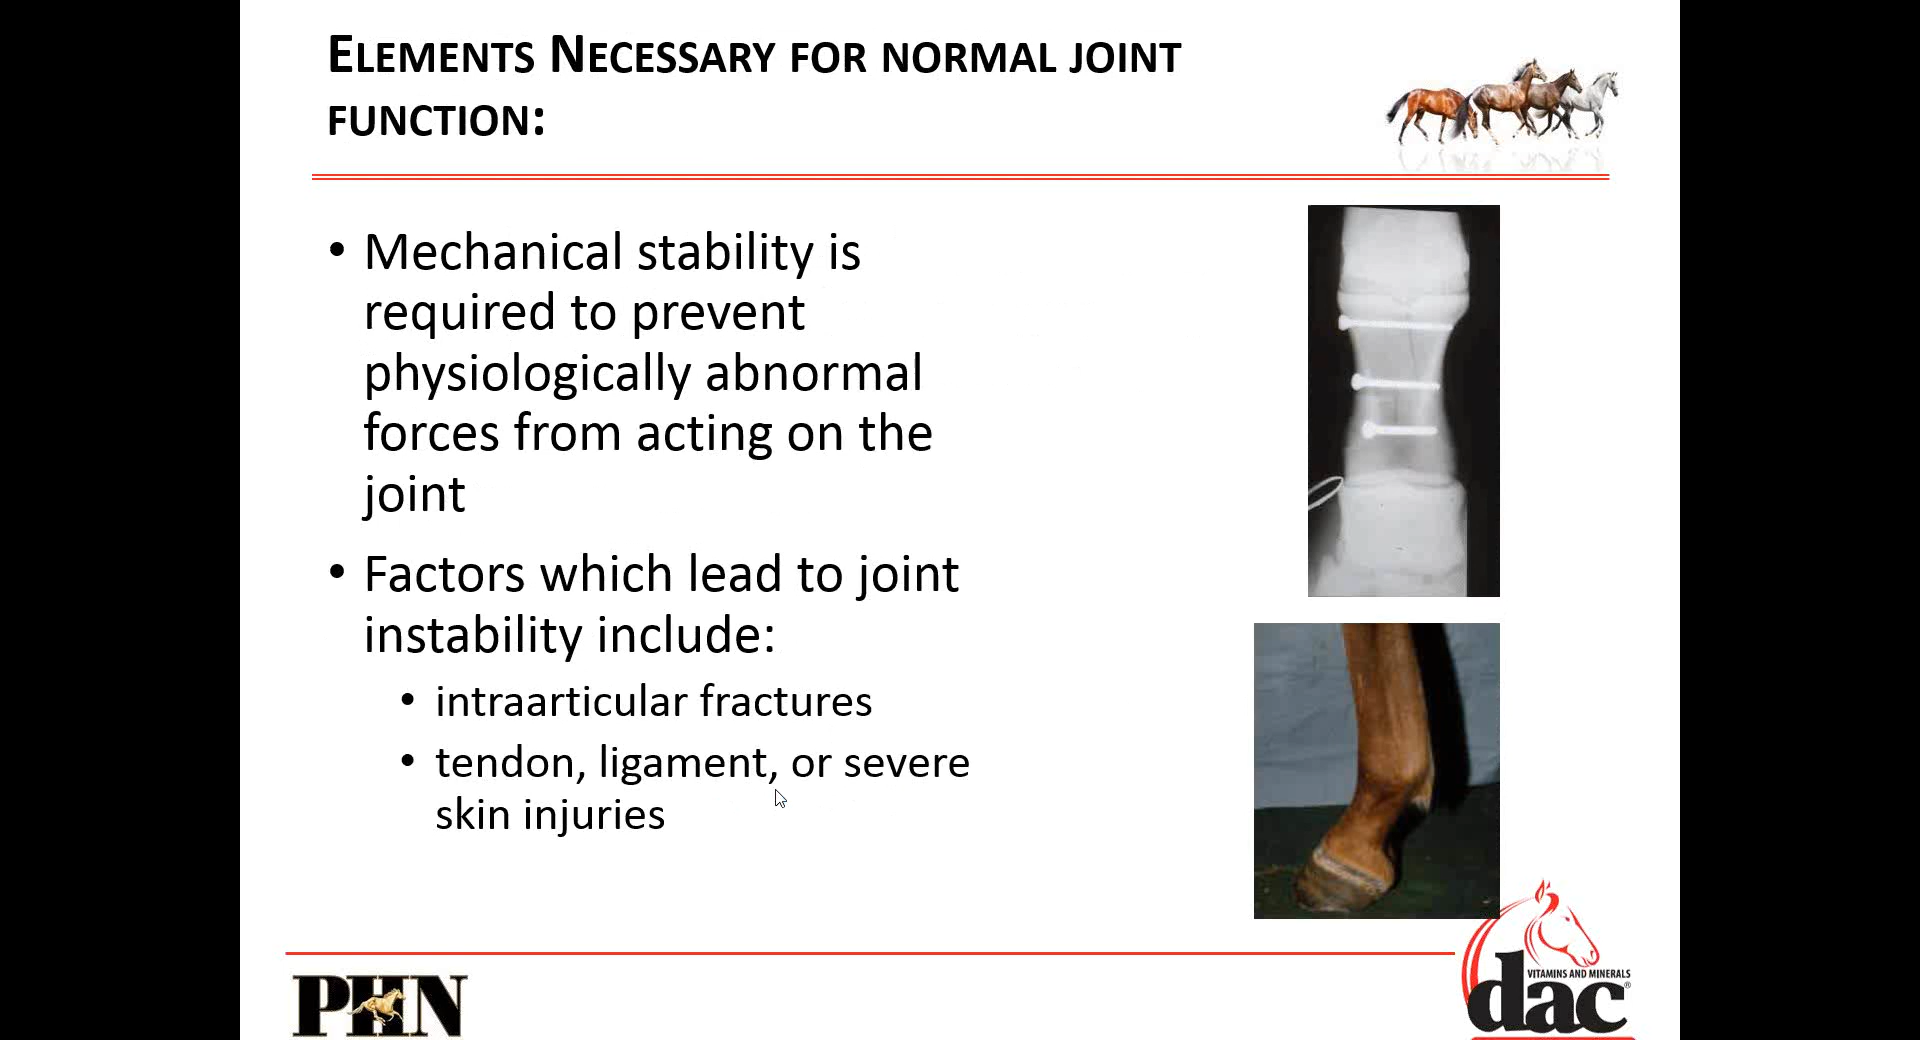 ELEMENTS NECESSARY FOR NORMAL JOINT
FUNCTION:
• Mechanical stability is
required to prevent
physiologically abnormal
forces from acting on the
joint
• Factors which lead to joint
instability include:
• intraarticular fractures
• tendon, ligament, or severe
skin injuries
PHN
VITAMINS AND MINERALS
dac®